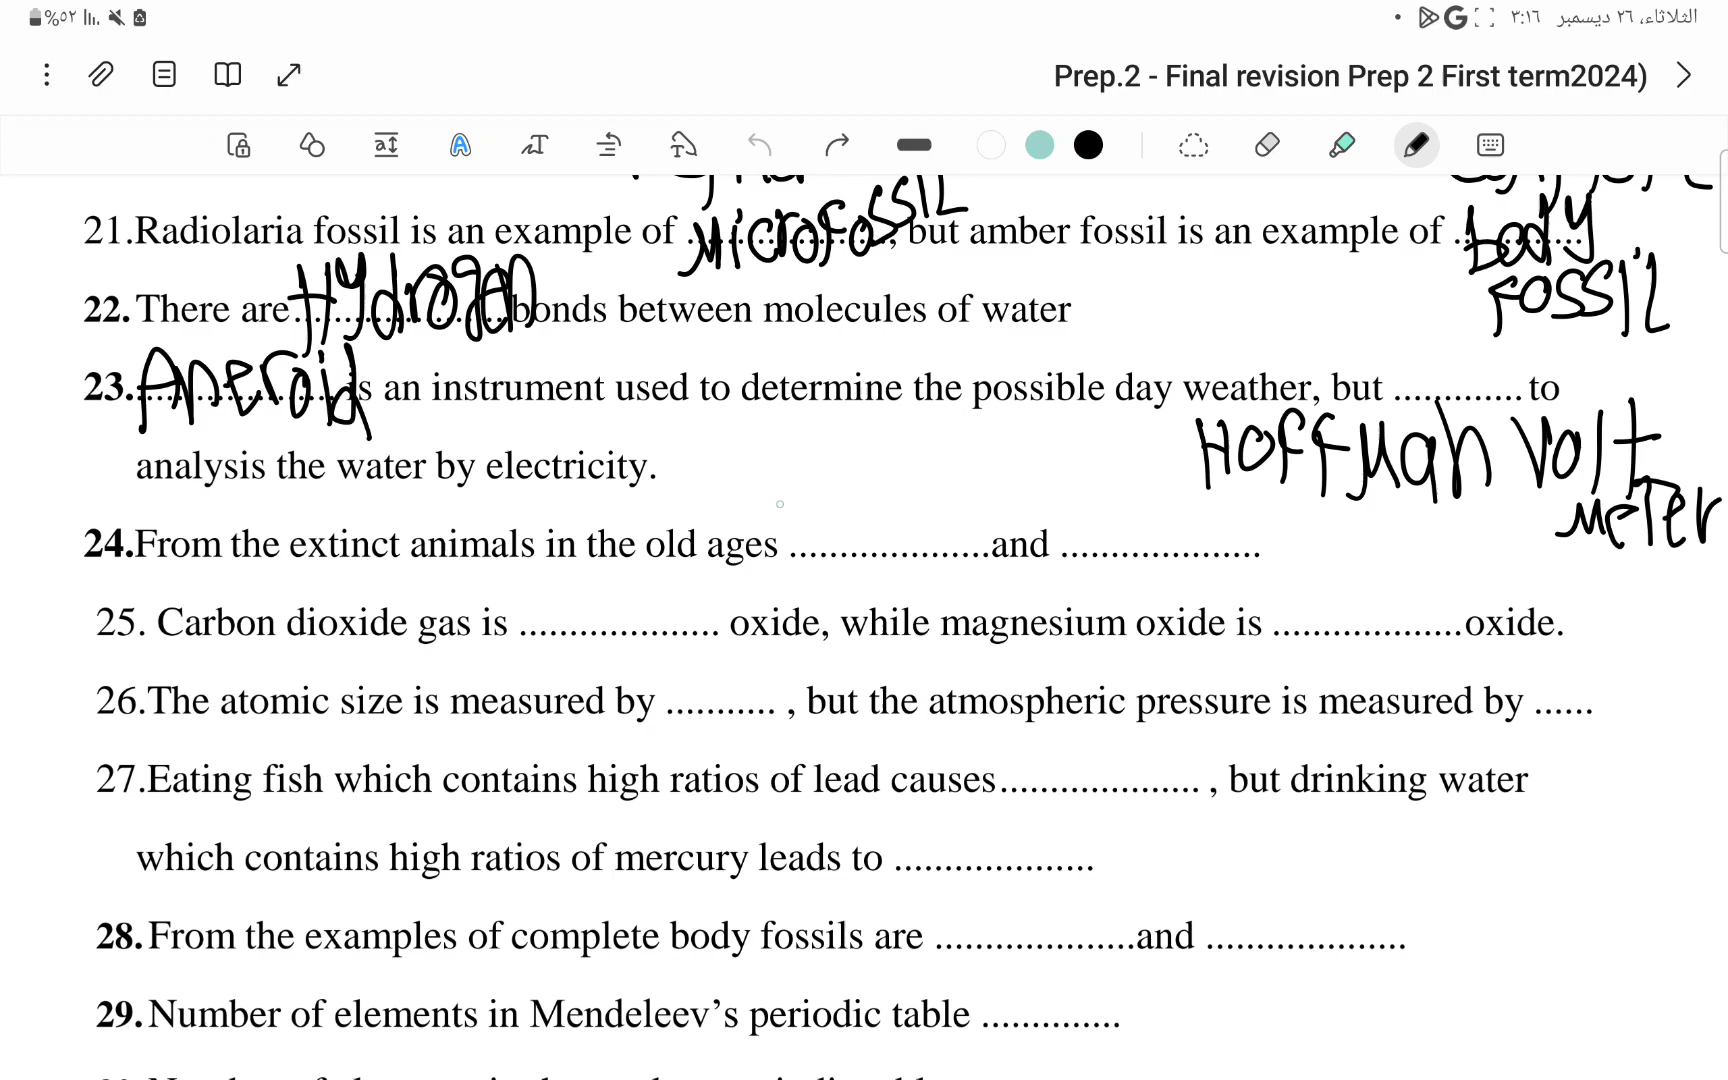 %٥٢
٣:١٦ الثلاثاء، ٢٦ ديسمبر
Prep.2 - Final revision Prep 2 First term2024)
21.Radiolaria fossil is an example of .................., but amber fossil is an example of .............
Microfossil
body
fossil
22. There are......................bonds between molecules of water
Hydrogen
23.....................is an instrument used to determine the possible day weather, but .............to
Aneroid
Hoffman Volt
meter
analysis the water by electricity.
24.From the extinct animals in the old ages ....................and ....................
25. Carbon dioxide gas is .................... oxide, while magnesium oxide is ...................oxide.
26.The atomic size is measured by ........... , but the atmospheric pressure is measured by ......
27.Eating fish which contains high ratios of lead causes.................... , but drinking water
which contains high ratios of mercury leads to ....................
28. From the examples of complete body fossils are ....................and ....................
29. Number of elements in Mendeleev’s periodic table ..............